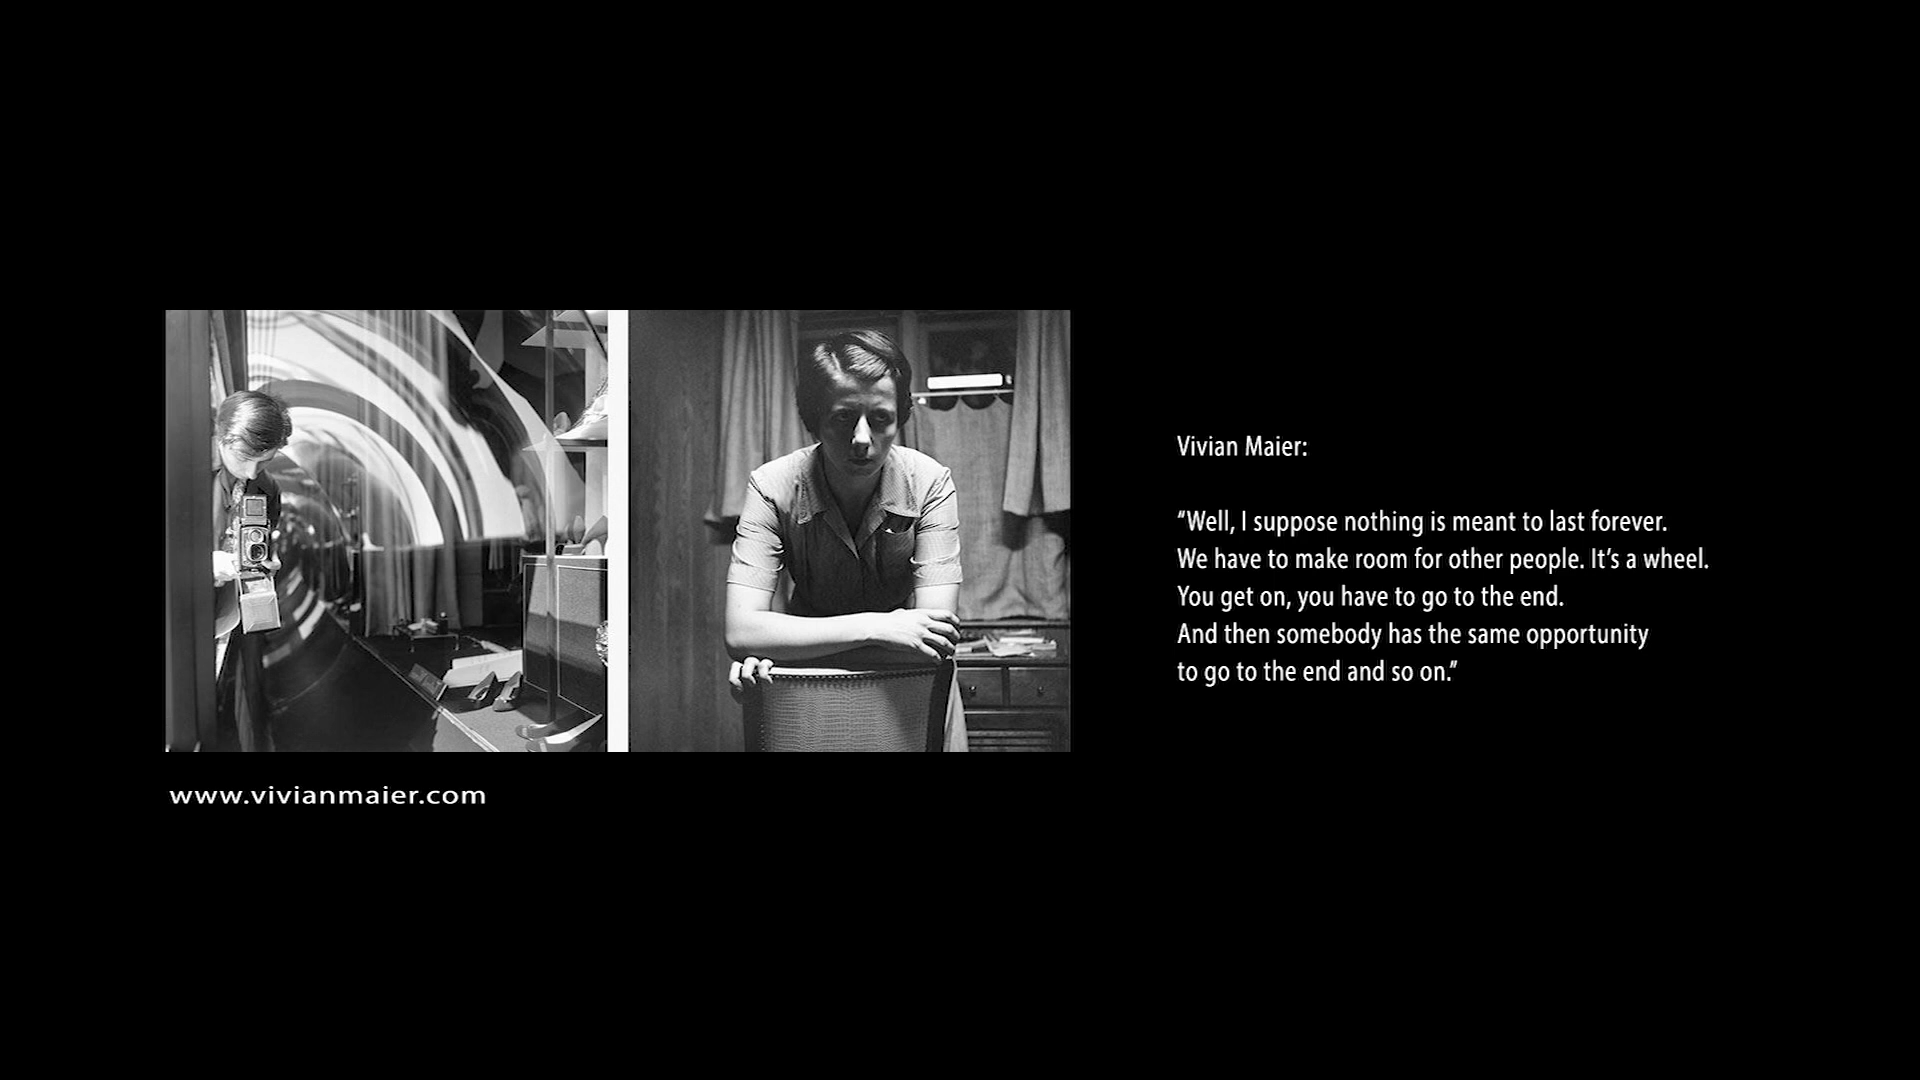 Vivian Maier:
“Well, I suppose nothing is meant to last forever.
We have to make room for other people. It’s a wheel.
You get on, you have to go to the end.
And then somebody has the same opportunity
to go to the end and so on.”
www.vivianmaier.com